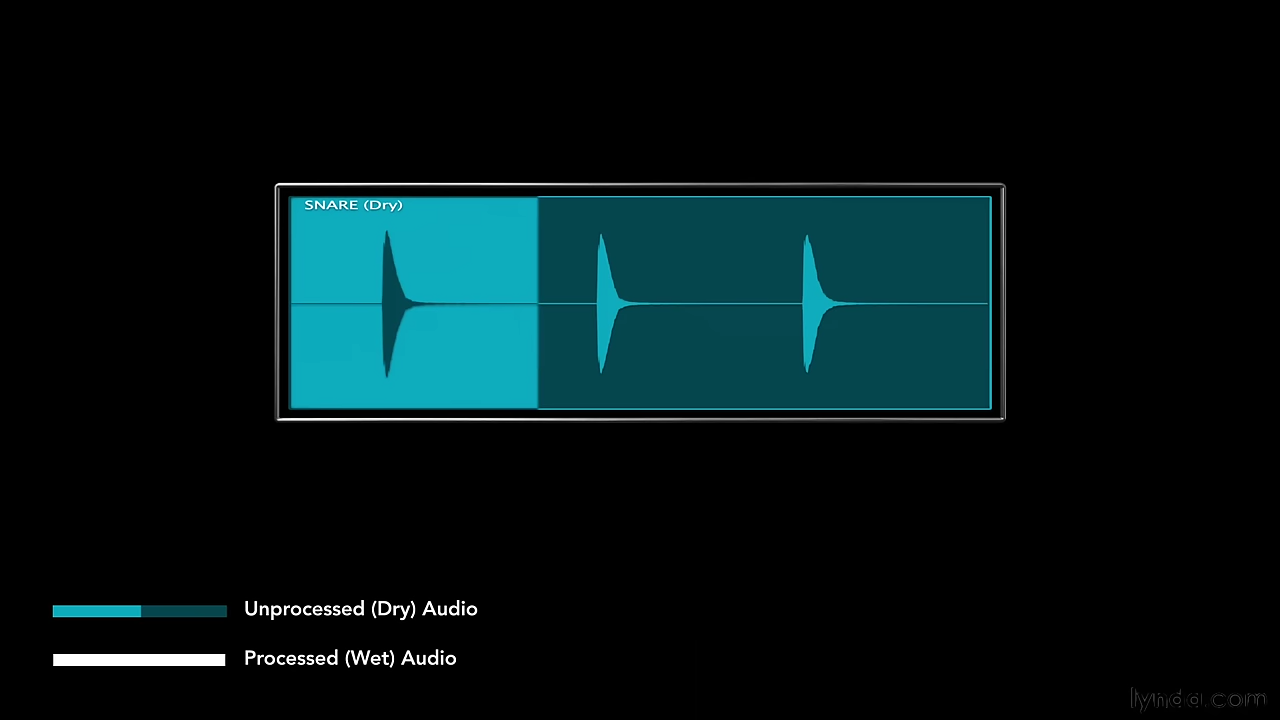 SNARE (Dry)
Unprocessed (Dry) Audio
Processed (Wet) Audio
lynda.com